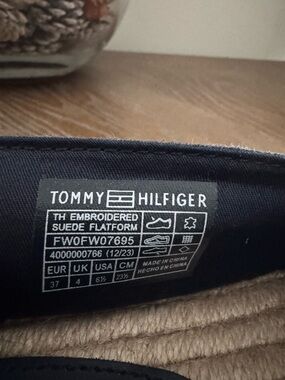 TOMMY HILFIGER
TH EMBROIDERED
SUEDE FLATFORM
FW0FW07695
4000000766 (12/23)
EUR UK USA CM
37 4 6½ 23½
MADE IN CHINA
HECHO EN CHINA